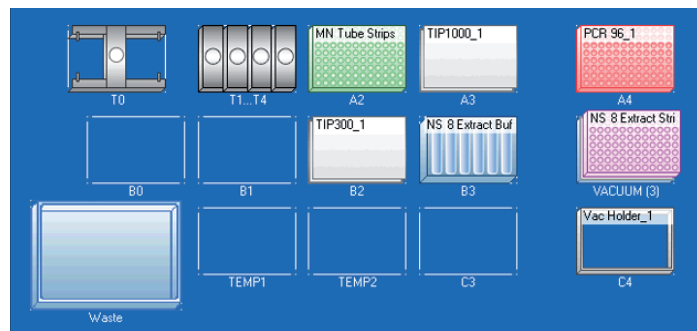 MN Tube Strips
TIP1000_1
PCR 96_1
T0
T1...T4
A2
A3
A4
TIP300_1
NS 8 Extract Buf
NS 8 Extract Stri
B0
B1
B2
B3
VACUUM (3)
Vac Holder_1
TEMP1
TEMP2
C3
C4
Waste